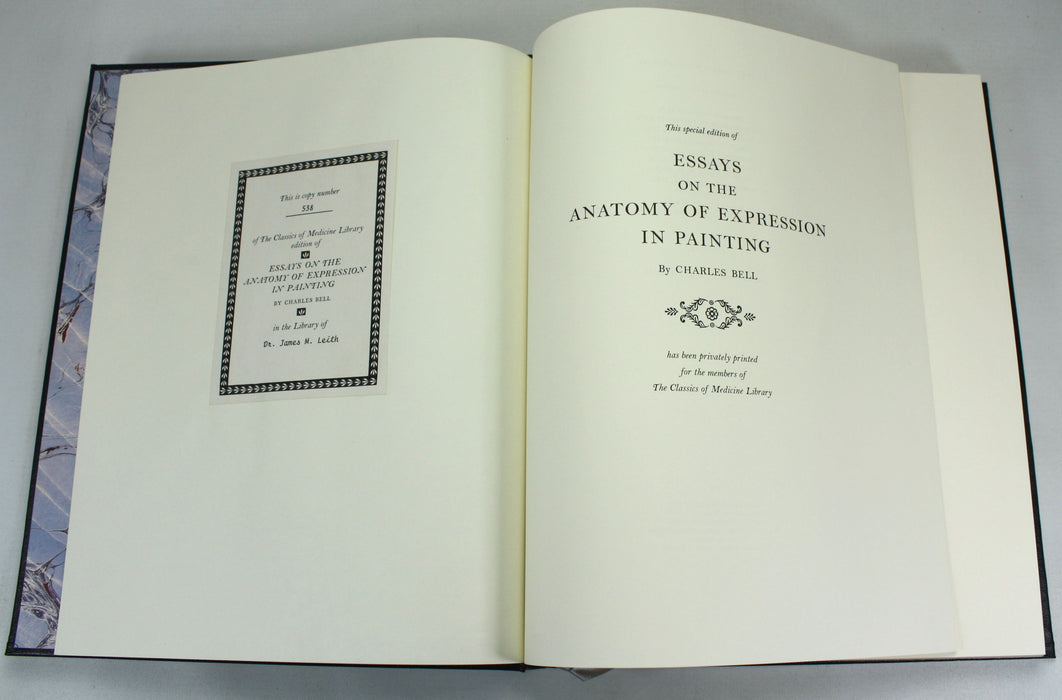 This is copy number
538
of The Classics of Medicine Library
edition of
ESSAYS ON THE
ANATOMY OF EXPRESSION
IN PAINTING
BY CHARLES BELL
in the Library of
Dr. James M. Leith
This special edition of
ESSAYS
ON THE
ANATOMY OF EXPRESSION
IN PAINTING
By CHARLES BELL
has been privately printed
for the members of
The Classics of Medicine Library